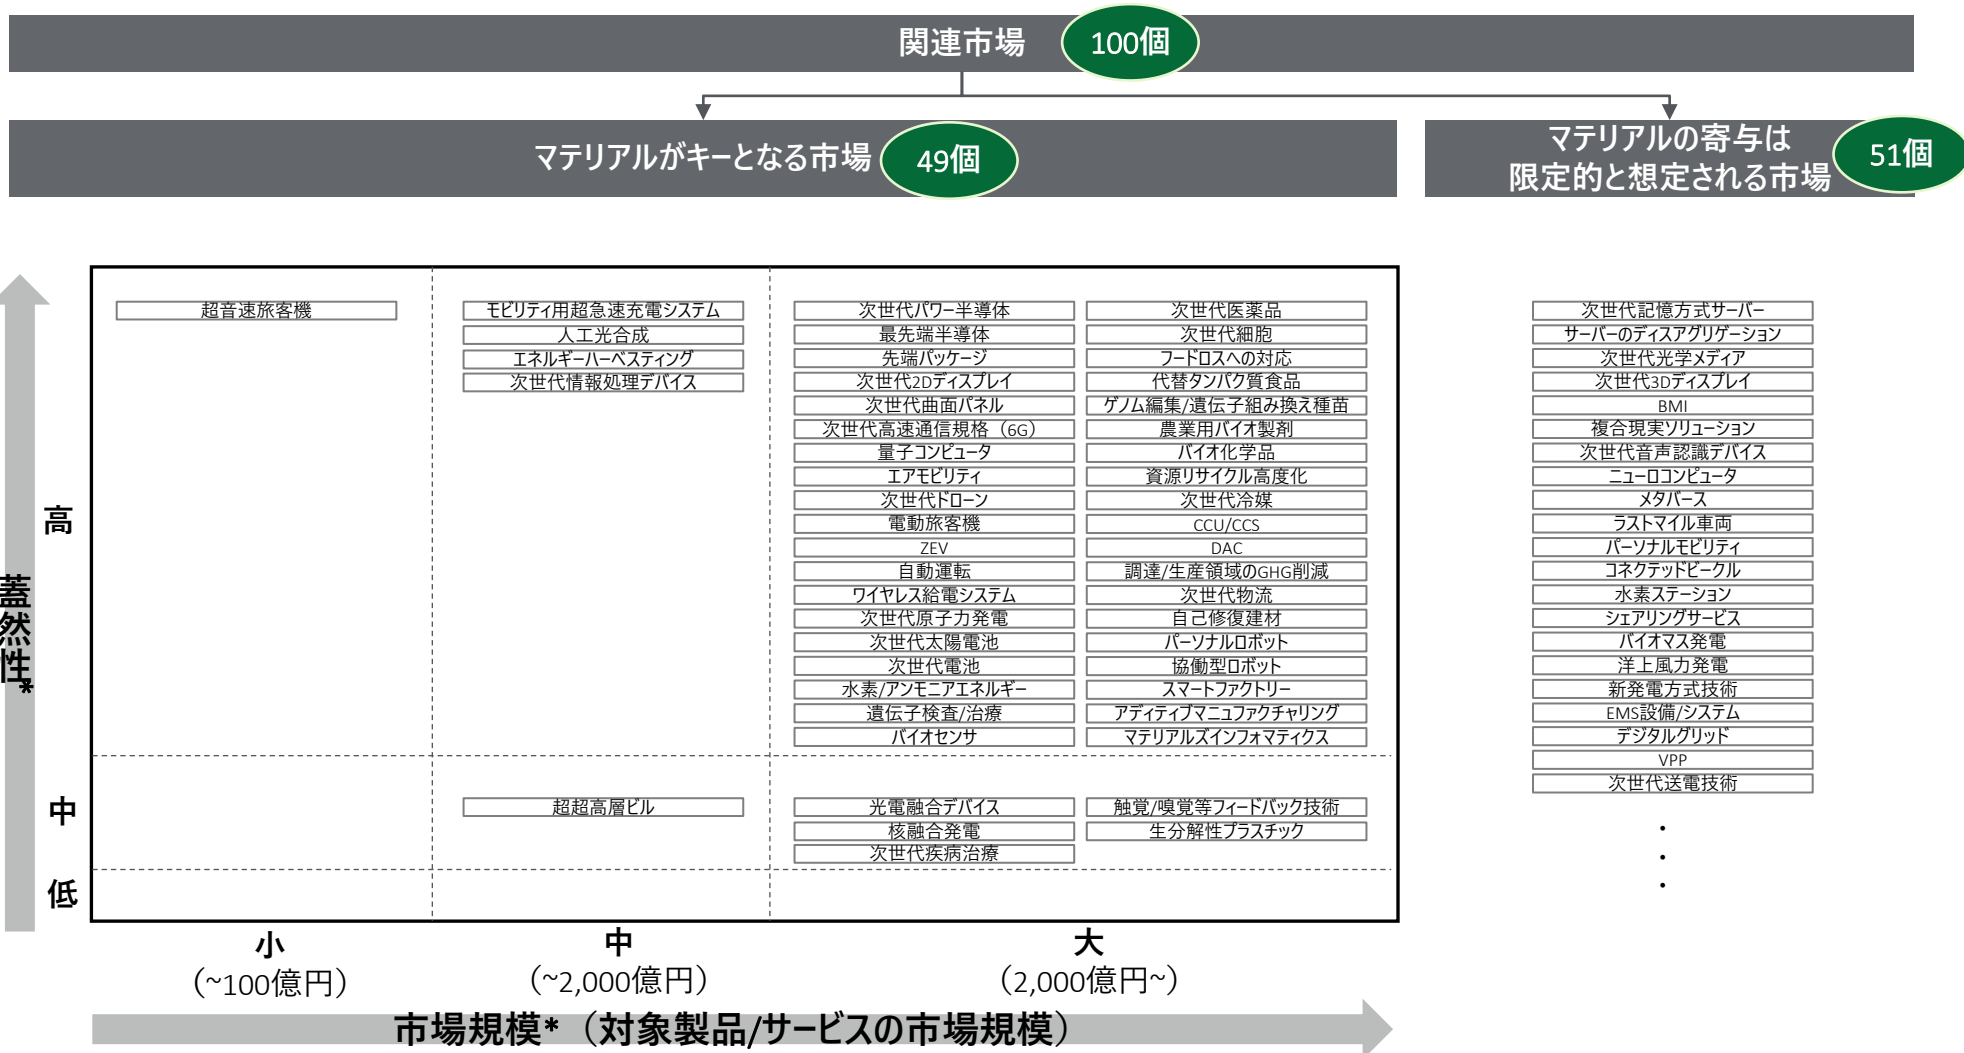 関連市場
100個
マテリアルがキーとなる市場
49個
マテリアルの寄与は
限定的と想定される市場
51個
蓋然性*
高
中
低
超音速旅客機
モビリティ用超急速充電システム
人工光合成
エネルギーハーベスティング
次世代情報処理デバイス
次世代パワー半導体
最先端半導体
先端パッケージ
次世代2Dディスプレイ
次世代曲面パネル
次世代高速通信規格（6G）
量子コンピュータ
エアモビリティ
次世代ドローン
電動旅客機
ZEV
自動運転
ワイヤレス給電システム
次世代原子力発電
次世代太陽電池
次世代電池
水素/アンモニアエネルギー
遺伝子検査/治療
バイオセンサ
次世代医薬品
次世代細胞
フードロスへの対応
代替タンパク質食品
ゲノム編集/遺伝子組み換え種苗
農業用バイオ製剤
バイオ化学品
資源リサイクル高度化
次世代冷媒
CCU/CCS
DAC
調達/生産領域のGHG削減
次世代物流
自己修復建材
パーソナルロボット
協働型ロボット
スマートファクトリー
アディティブマニュファクチャリング
マテリアルズインフォマティクス
超超高層ビル
光電融合デバイス
核融合発電
次世代疾病治療
触覚/嗅覚等フィードバック技術
生分解性プラスチック
次世代記憶方式サーバー
サーバーのディスアグリゲーション
次世代光学メディア
次世代3Dディスプレイ
BMI
複合現実ソリューション
次世代音声認識デバイス
ニューロコンピュータ
メタバース
ラストマイル車両
パーソナルモビリティ
コネクテッドビークル
水素ステーション
シェアリングサービス
バイオマス発電
洋上風力発電
新発電方式技術
EMS設備/システム
デジタルグリッド
VPP
次世代送電技術
・
・
・
小
（~100億円）
中
（~2,000億円）
大
（2,000億円~）
市場規模*（対象製品/サービスの市場規模）